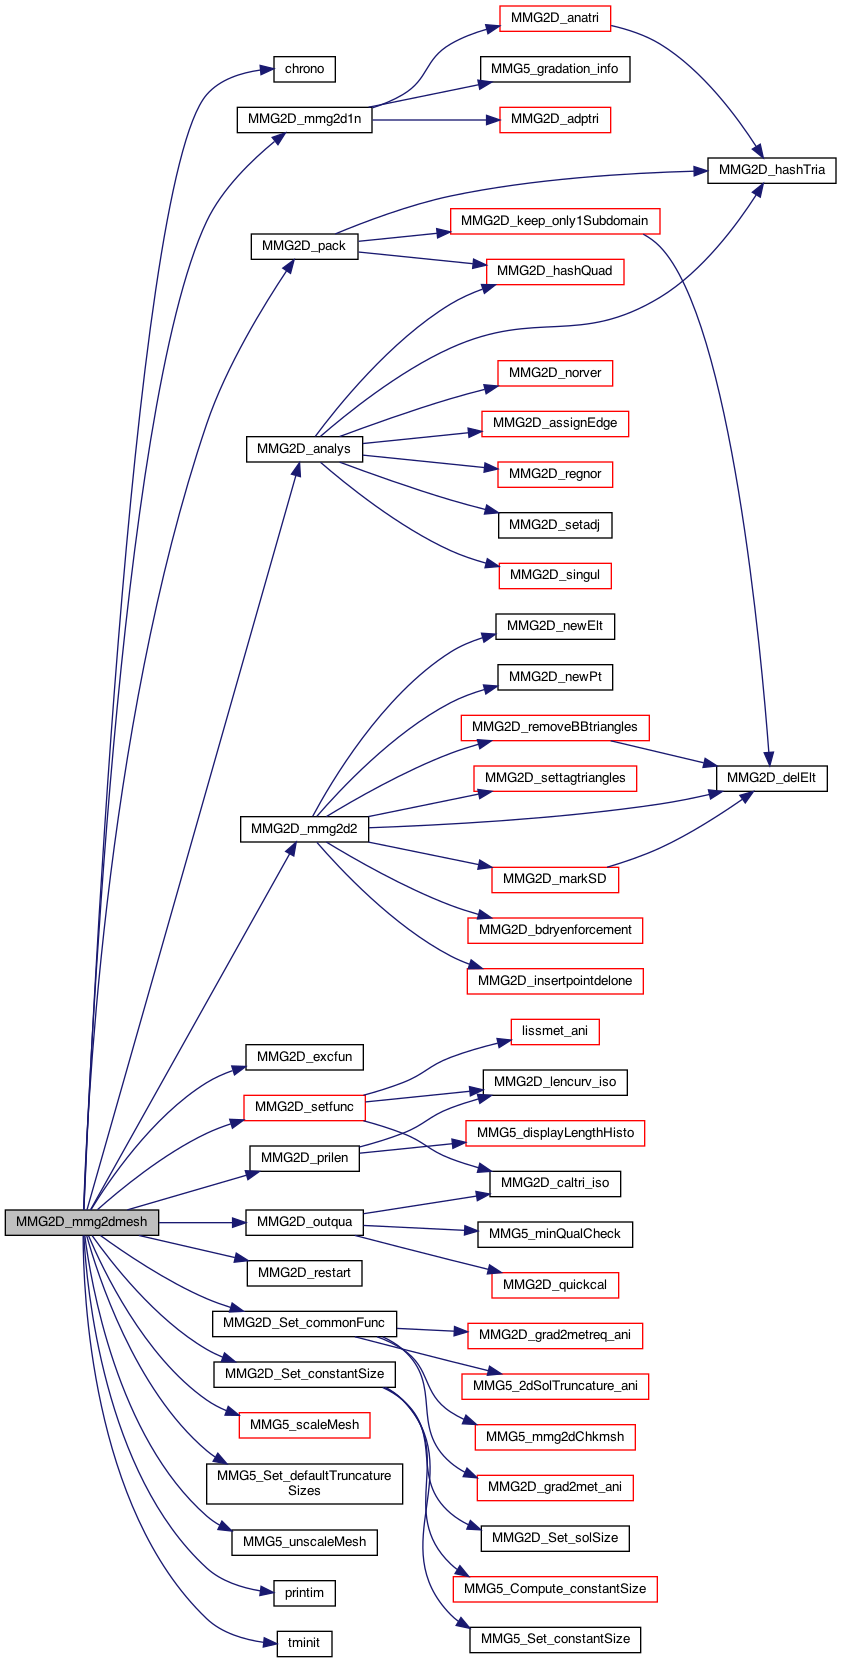 MMG2D_anatri
chrono
MMG5_gradation_info
MMG2D_mmg2d1n
MMG2D_adptri
MMG2D_hashTria
MMG2D_keep_only1Subdomain
MMG2D_pack
MMG2D_hashQuad
MMG2D_norver
MMG2D_assignEdge
MMG2D_analys
MMG2D_regnor
MMG2D_setadj
MMG2D_singul
MMG2D_newElt
MMG2D_newPt
MMG2D_removeBBtriangles
MMG2D_settagtriangles
MMG2D_delElt
MMG2D_mmg2d2
MMG2D_markSD
MMG2D_bdryenforcement
MMG2D_insertpointdelone
lissmet_ani
MMG2D_excfun
MMG2D_lencurv_iso
MMG2D_setfunc
MMG5_displayLengthHisto
MMG2D_prilen
MMG2D_caltri_iso
MMG2D_mmg2dmesh
MMG2D_outqua
MMG5_minQualCheck
MMG2D_restart
MMG2D_quickcal
MMG2D_Set_commonFunc
MMG2D_grad2metreq_ani
MMG2D_Set_constantSize
MMG5_2dSolTruncature_ani
MMG5_scaleMesh
MMG5_mmg2dChkmsh
MMG5_Set_defaultTruncature
Sizes
MMG2D_grad2met_ani
MMG5_unscaleMesh
MMG2D_Set_solSize
printim
MMG5_Compute_constantSize
tminit
MMG5_Set_constantSize